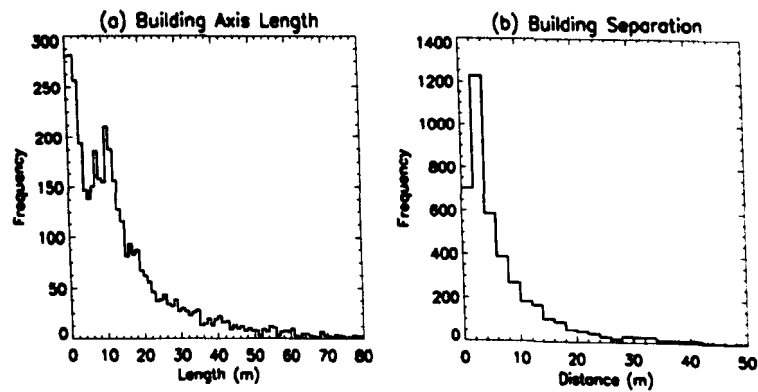 (a) Building Axis Length
300
250
200
150
100
50
0
Frequency
0 10 20 30 40 50 60 70 80
Length (m)
(b) Building Separation
1400
1200
1000
800
600
400
200
0
Frequency
0 10 20 30 40 50
Distance (m)